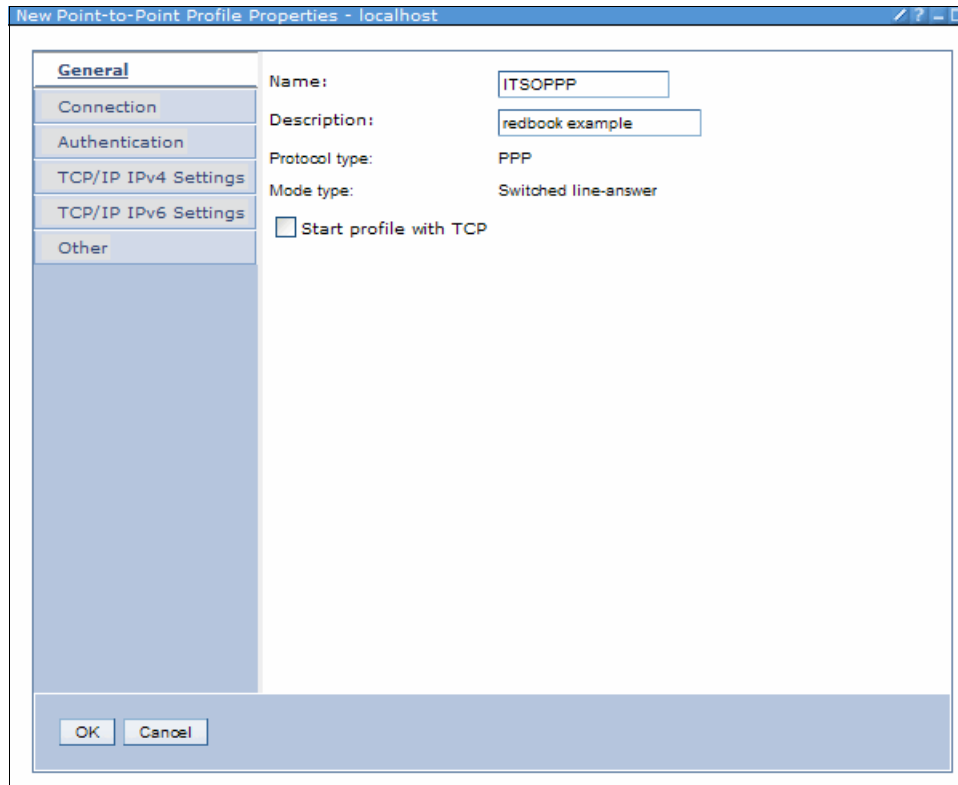 New Point-to-Point Profile Properties - localhost
General
Connection
Authentication
TCP/IP IPv4 Settings
TCP/IP IPv6 Settings
Other
Name: ITSOPPP
Description: redbook example
Protocol type: PPP
Mode type: Switched line-answer
Start profile with TCP
OK Cancel